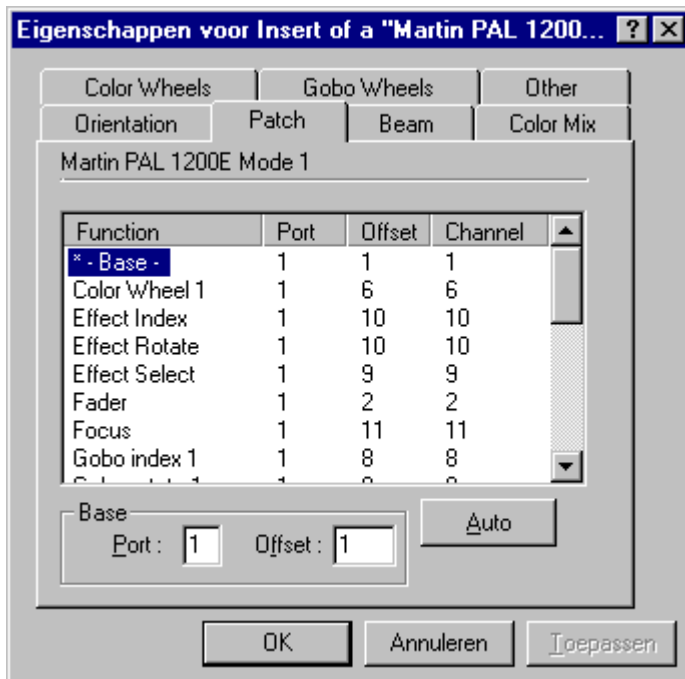 Eigenschappen voor Insert of a "Martin PAL 1200...
Color Wheels Gobo Wheels Other
Orientation Patch Beam Color Mix
Martin PAL 1200E Mode 1
Function Port Offset Channel
* - Base - 1 1 1
Color Wheel 1 1 6 6
Effect Index 1 10 10
Effect Rotate 1 10 10
Effect Select 1 9 9
Fader 1 2 2
Focus 1 11 11
Gobo index 1 1 8 8
Base
Port : 1 Offset : 1 Auto
OK Annuleren Toepassen